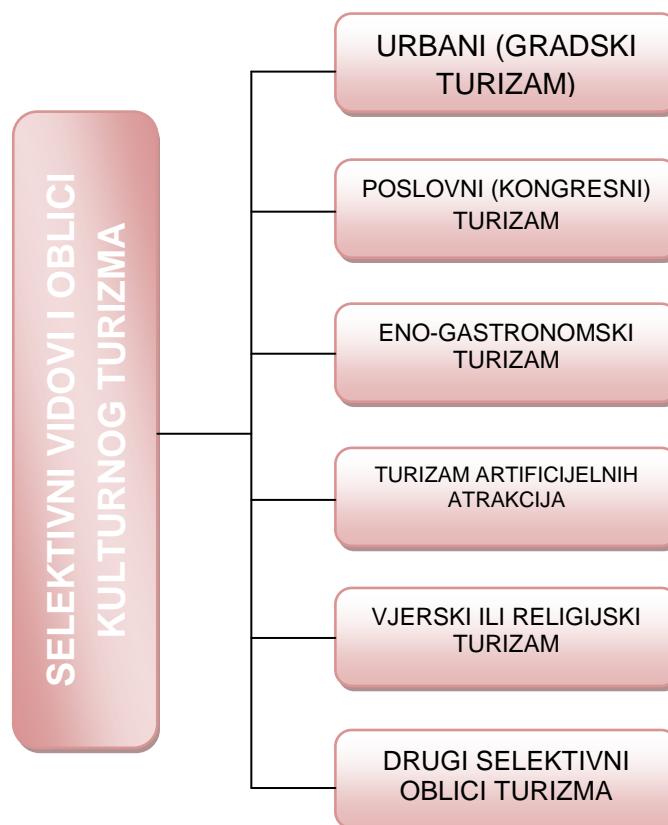 SELEKTIVNI VIDOVI I OBLICI
KULTURNOG TURIZMA
URBANI (GRADSKI
TURIZAM)
POSLOVNI (KONGRESNI)
TURIZAM
ENO-GASTRONOMSKI
TURIZAM
TURIZAM ARTIFICIJELNIH
ATRAKCIJA
VJERSKI ILI RELIGIJSKI
TURIZAM
DRUGI SELEKTIVNI
OBLICI TURIZMA